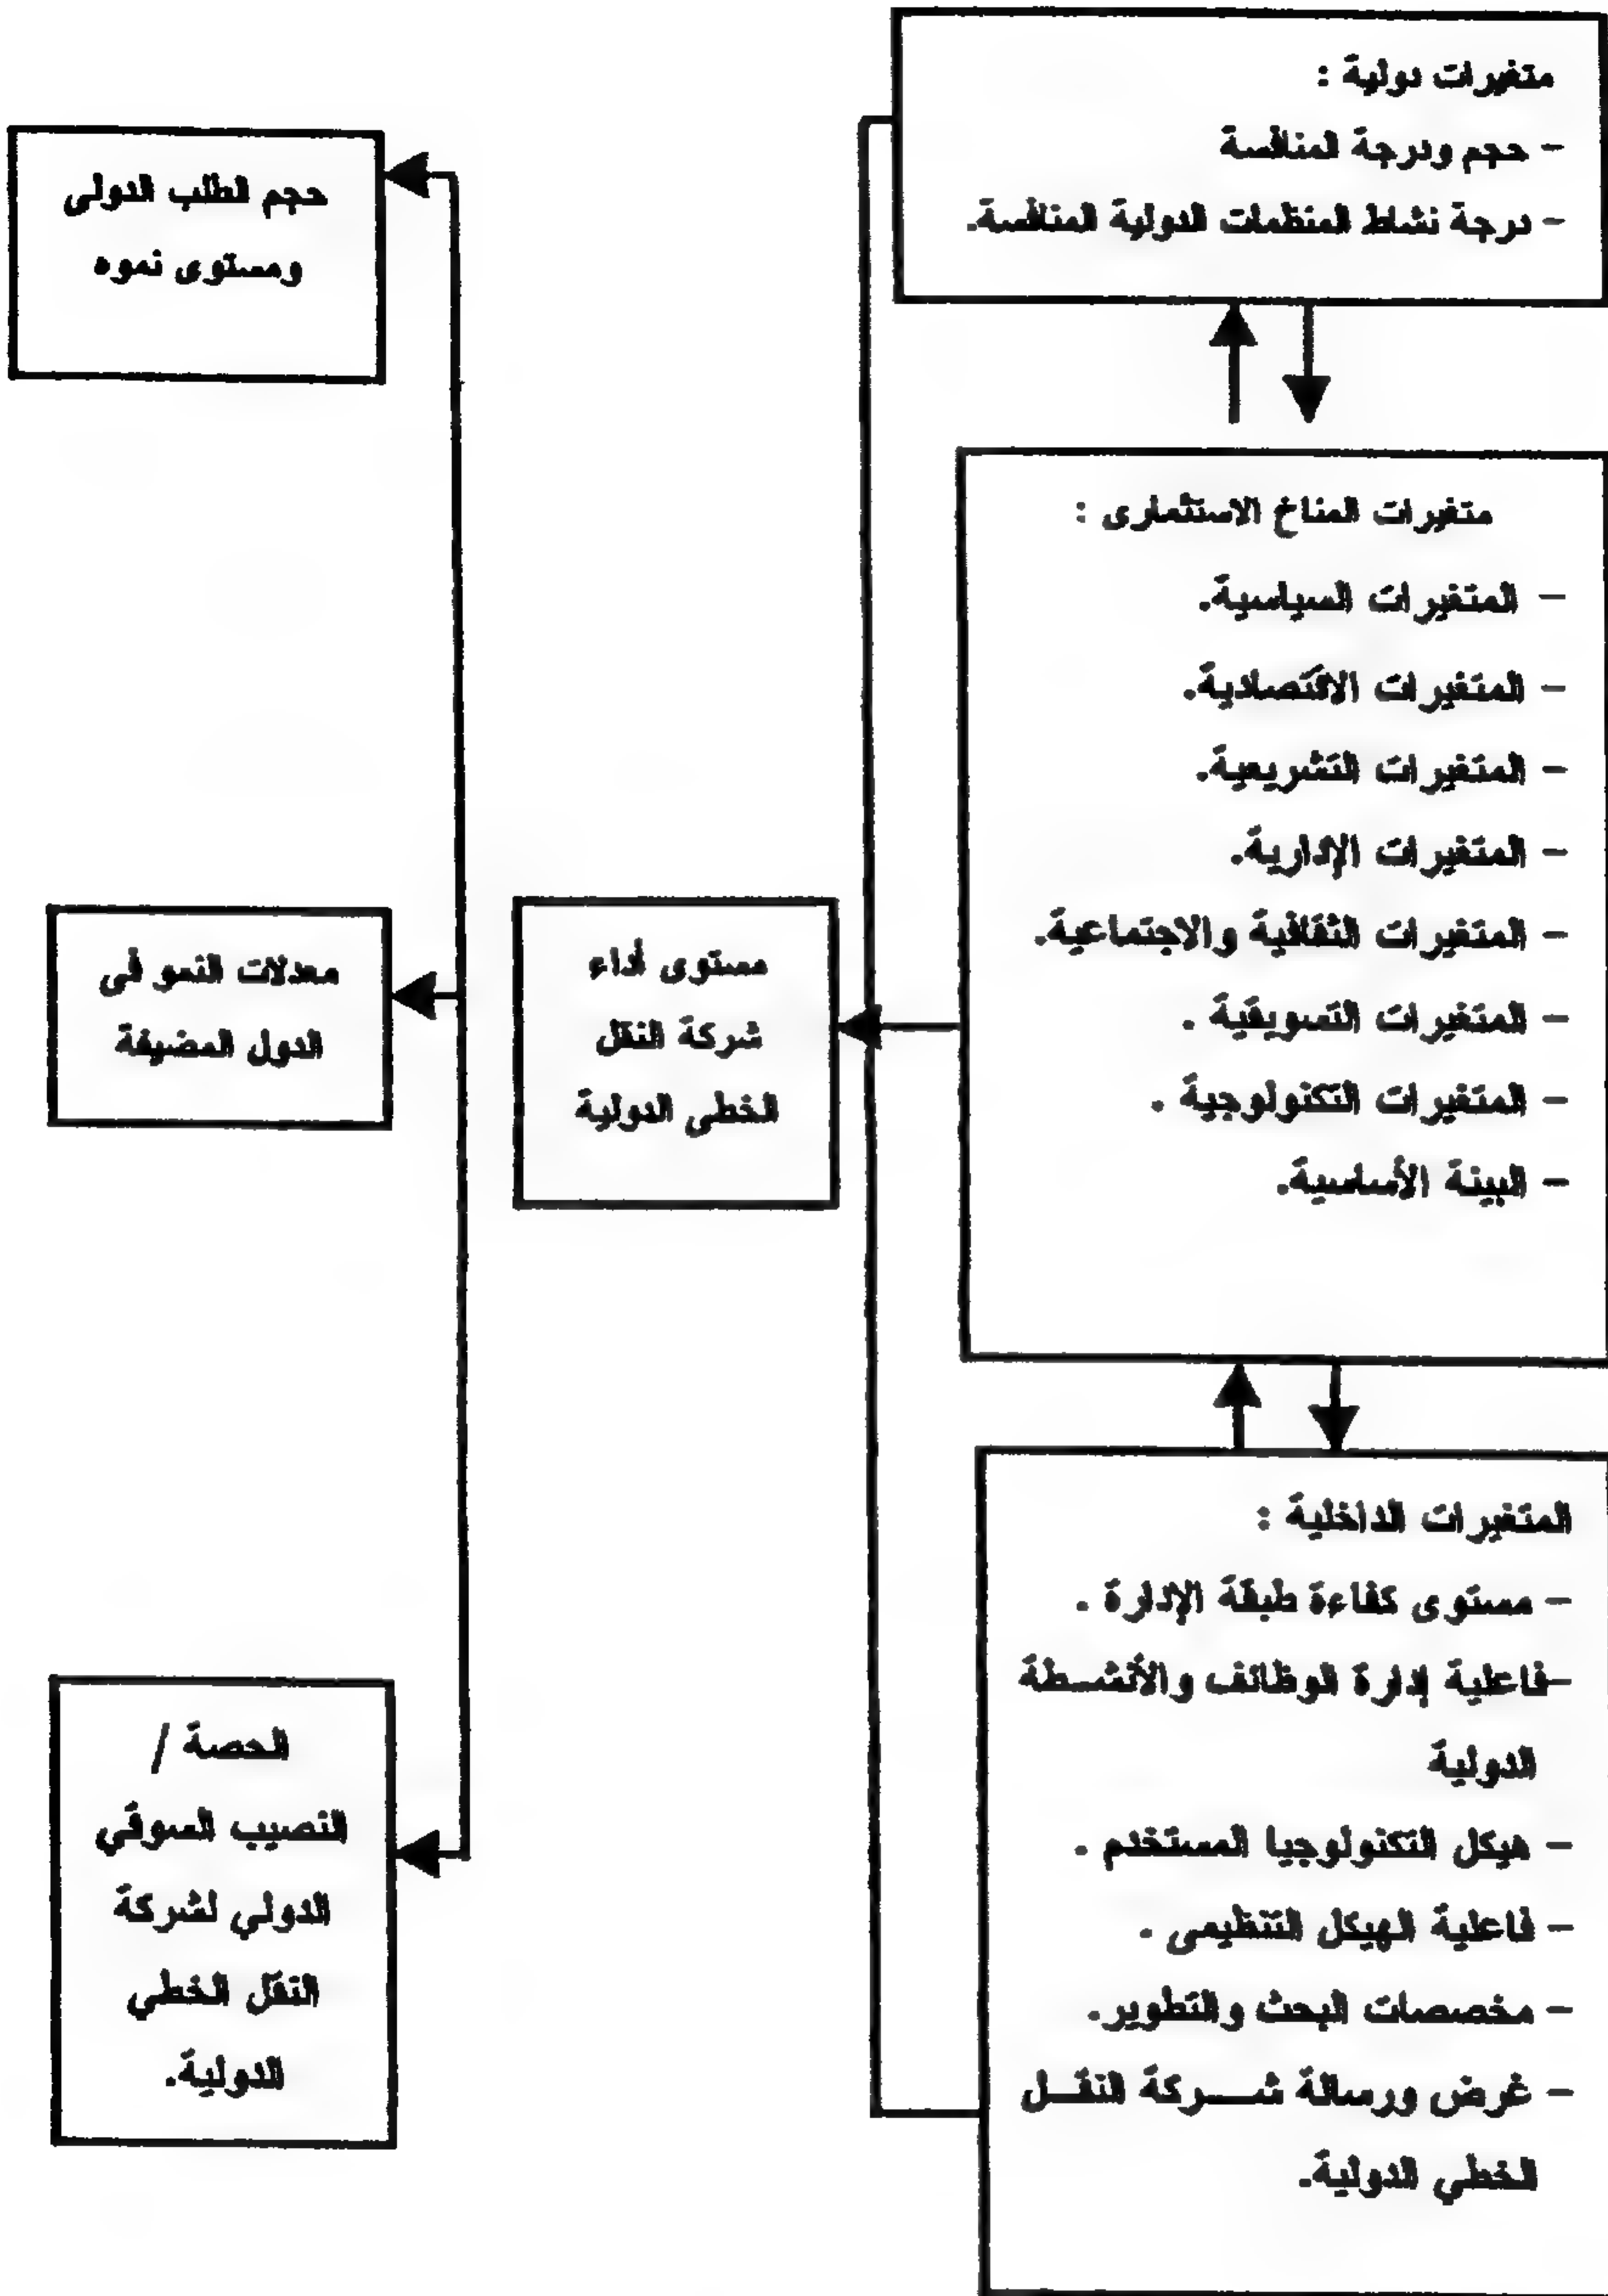 متغيرات دولية :
- حجم ودرجة المنافسة
- درجة نشاط المنظمات الدولية المنافسة.
متغيرات المناخ الاستثمارى :
- المتغيرات السياسية.
- المتغيرات الاقتصادية.
- المتغيرات التشريعية.
- المتغيرات الإدارية.
- المتغيرات الثقافية والاجتماعية.
- المتغيرات التسويقية .
- المتغيرات التكنولوجية .
- البينة الأساسية.
المتغيرات الداخلية :
- مستوى كفاءة طبقة الإدارة .
-فاعلية إدارة الوظائف والأنشطة
الدولية
- هيكل التكنولوجيا المستخدم .
- فاعلية الهيكل التنظيمى .
- مخصصات البحث والتطوير.
- غرض ورسالة شركة النقل
الخطي الدولية.
مستوى أداء
شركة النقل
الخطى الدولية
حجم الطلب الدولى
ومستوى نموه
معدلات النمو فى
الدول المضيفة
الحصة /
النصيب السوقي
الدولي لشركة
النقل الخطي
الدولية.